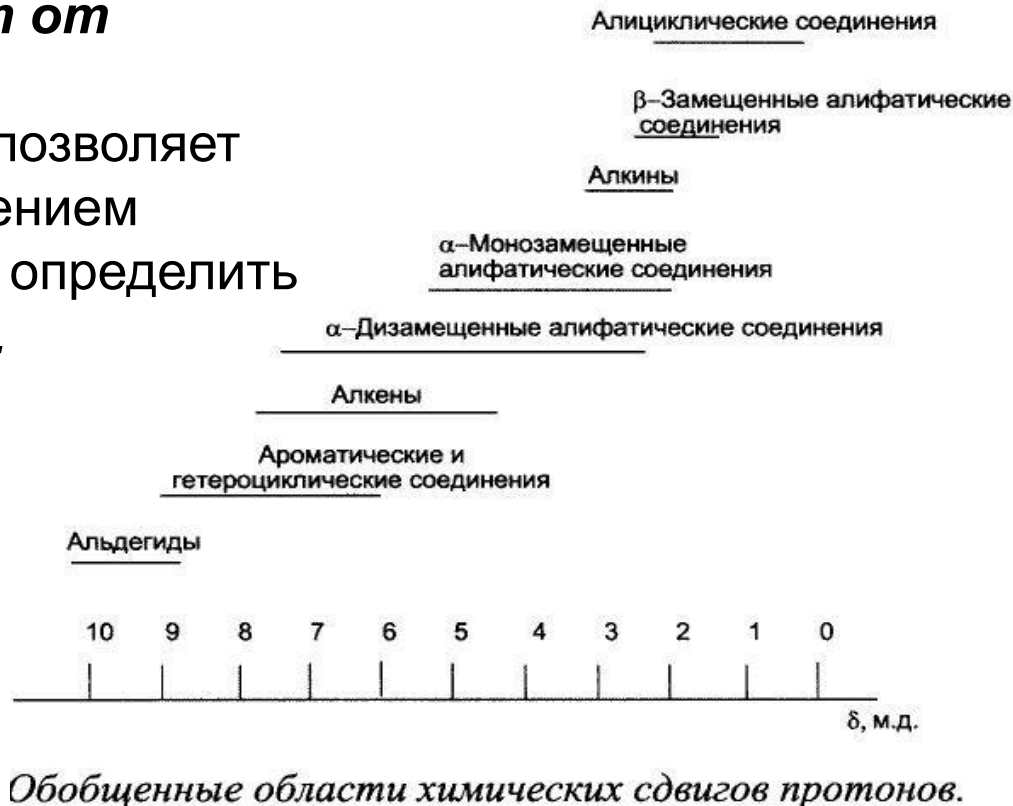 от
позволяет
определить
Алициклические соединения
β–Замещенные алифатические
соединения
Алкины
α–Монозамещенные
алифатические соединения
α–Дизамещенные алифатические соединения
Алкены
Ароматические и
гетероциклические соединения
Альдегиды
10 9 8 7 6 5 4 3 2 1 0
δ, м.д.
Обобщенные области химических сдвигов протонов.